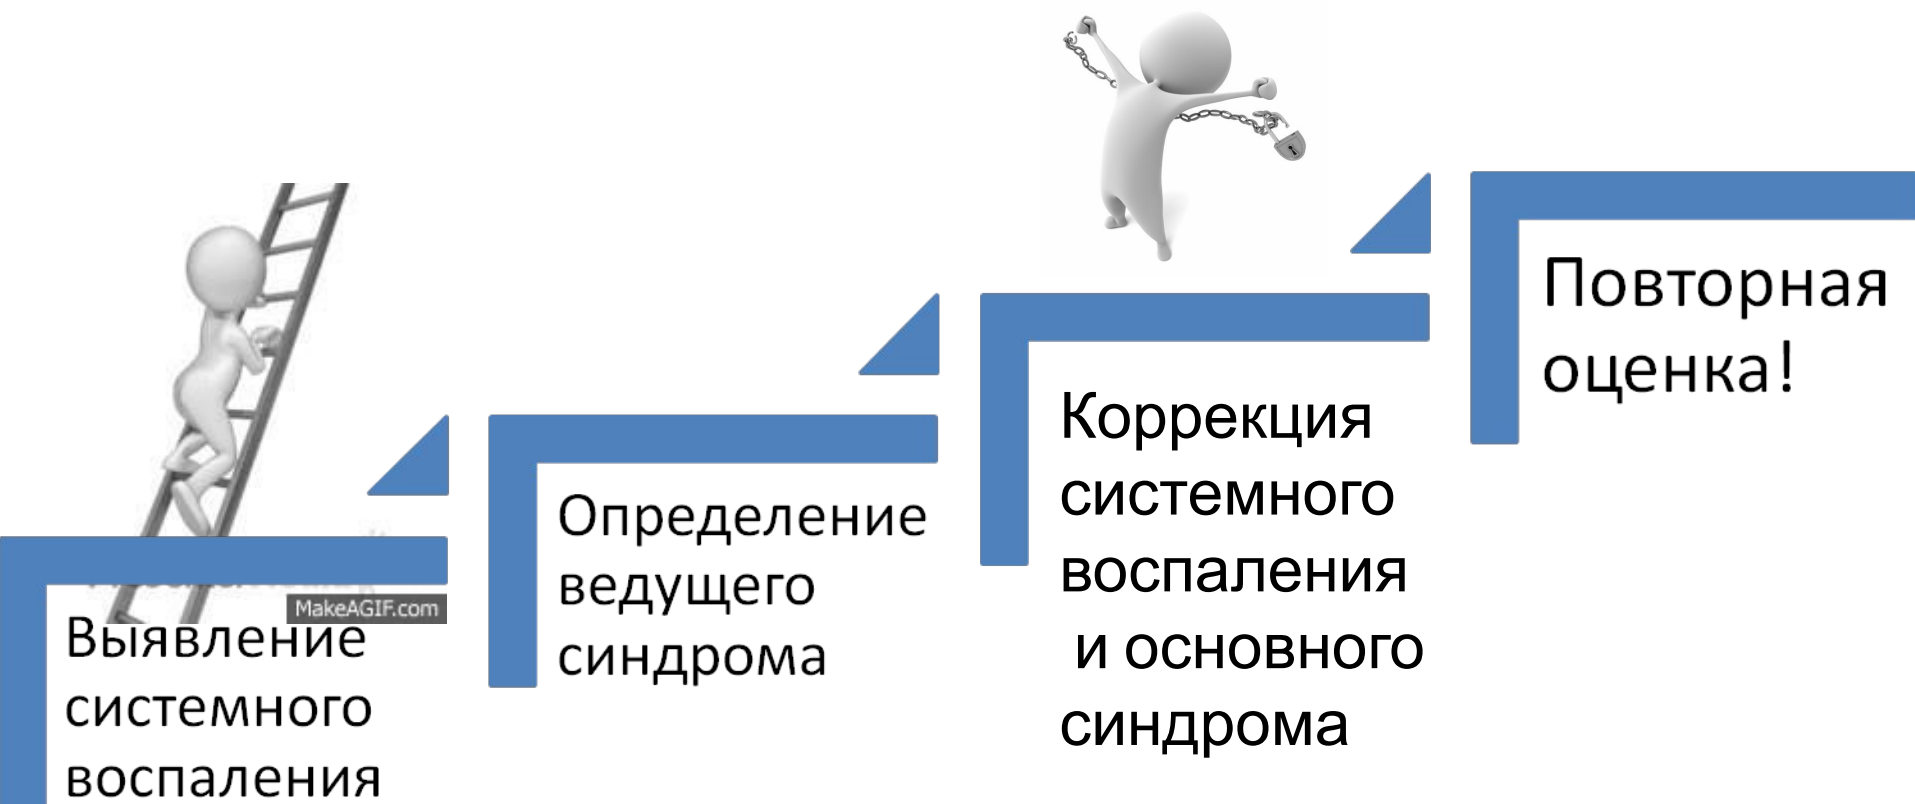 MakeAGIF.com
Выявление
системного
воспаления
Определение
ведущего
синдрома
Коррекция
системного
воспаления
и основного
синдрома
Повторная
оценка!